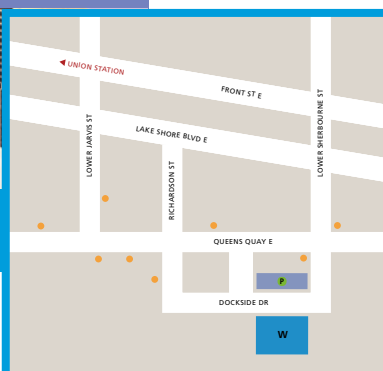 UNION STATION
FRONT ST E
LAKE SHORE BLVD E
LOWER JARVIS ST
RICHARDSON ST
LOWER SHERBOURNE ST
QUEENS QUAY E
P
DOCKSIDE DR
W